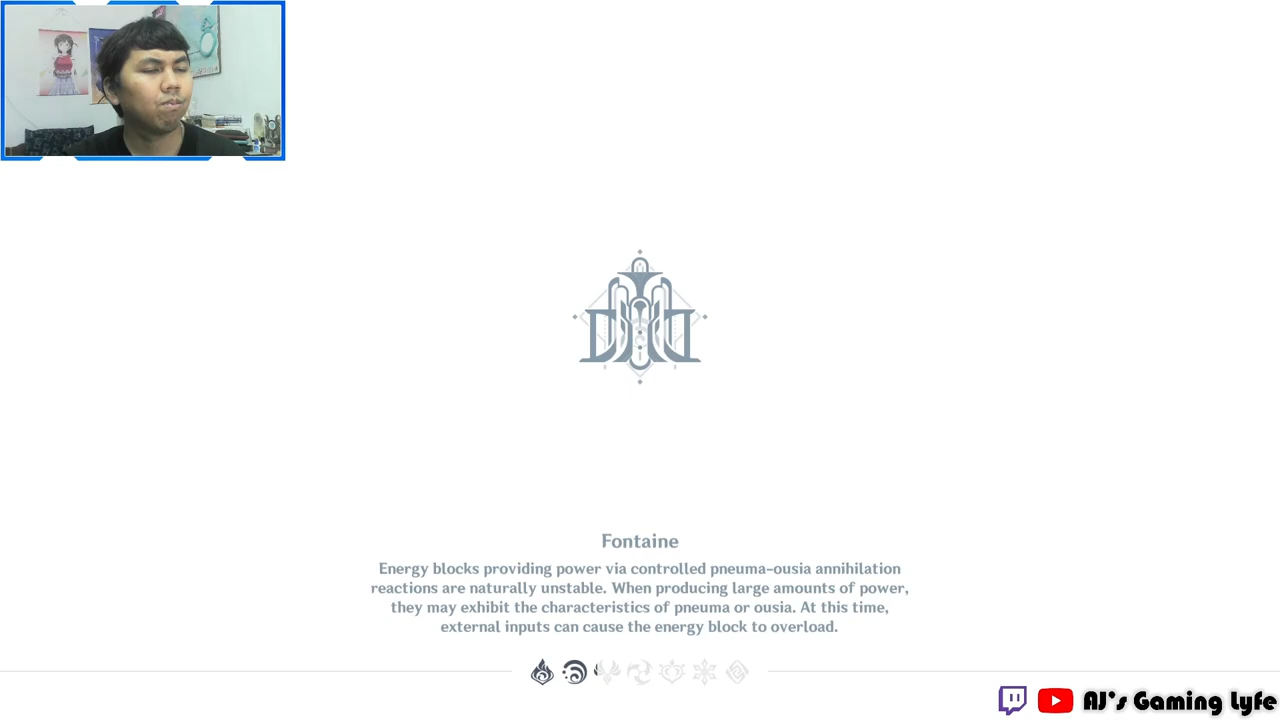 Fontaine
Energy blocks providing power via controlled pneuma-ousia annihilation
reactions are naturally unstable. When producing large amounts of power,
they may exhibit the characteristics of pneuma or ousia. At this time,
external inputs can cause the energy block to overload.
AJ's Gaming Lyfe